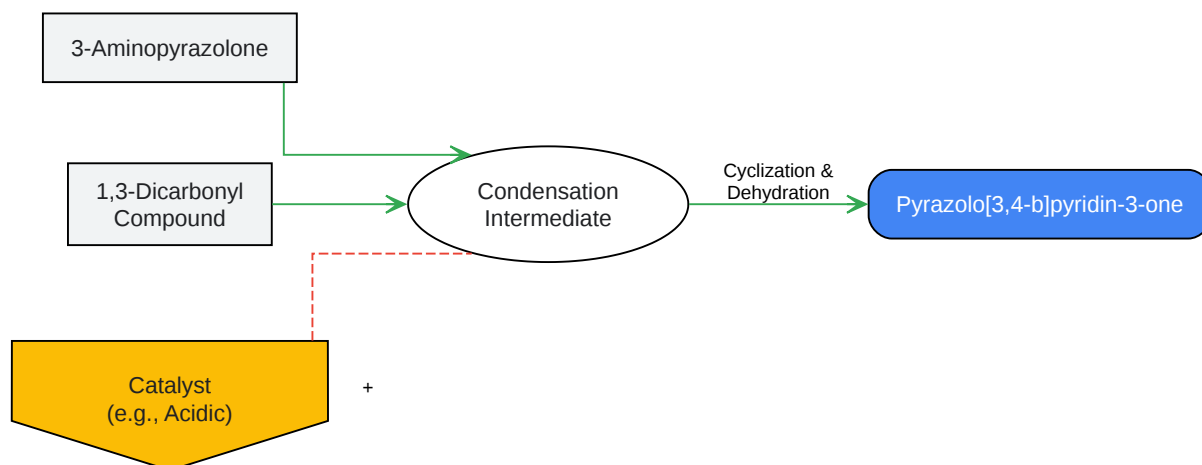 3-Aminopyrazolone
1,3-Dicarbonyl
Compound
Condensation
Intermediate
Cyclization &
Dehydration
Pyrazolo[3,4-b]pyridin-3-one
Catalyst
(e.g., Acidic)
+